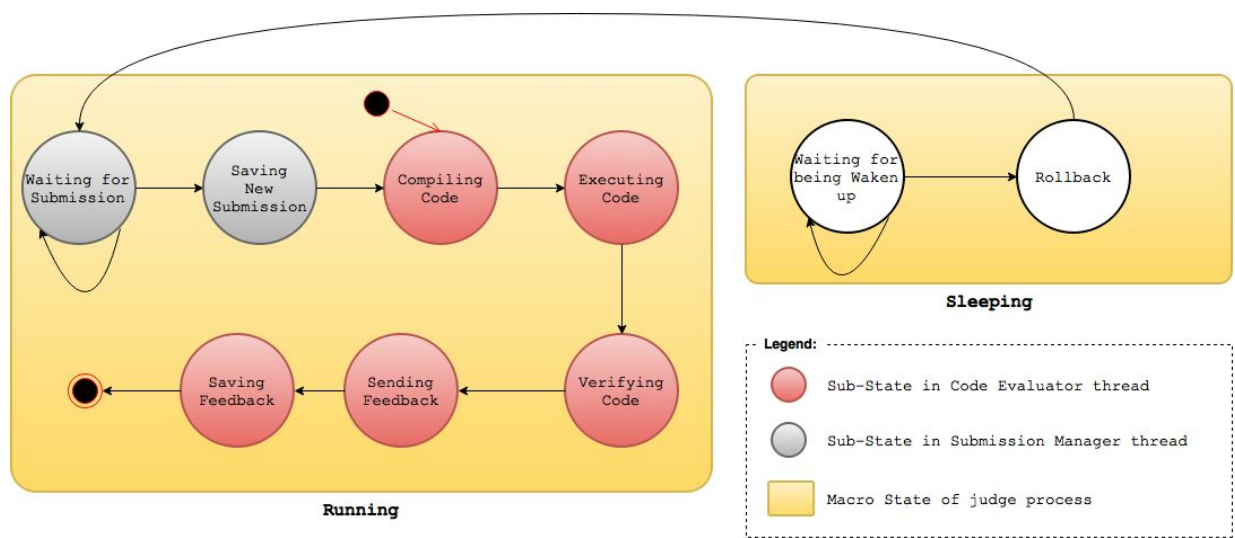 Waiting for
Submission
Saving
New
Submission
Compiling
Code
Executing
Code
Saving
Feedback
Sending
Feedback
Verifying
Code
Running
Waiting for
being Waken
up
Rollback
Sleeping
Legend:
Sub-State in Code Evaluator thread
Sub-State in Submission Manager thread
Macro State of judge process